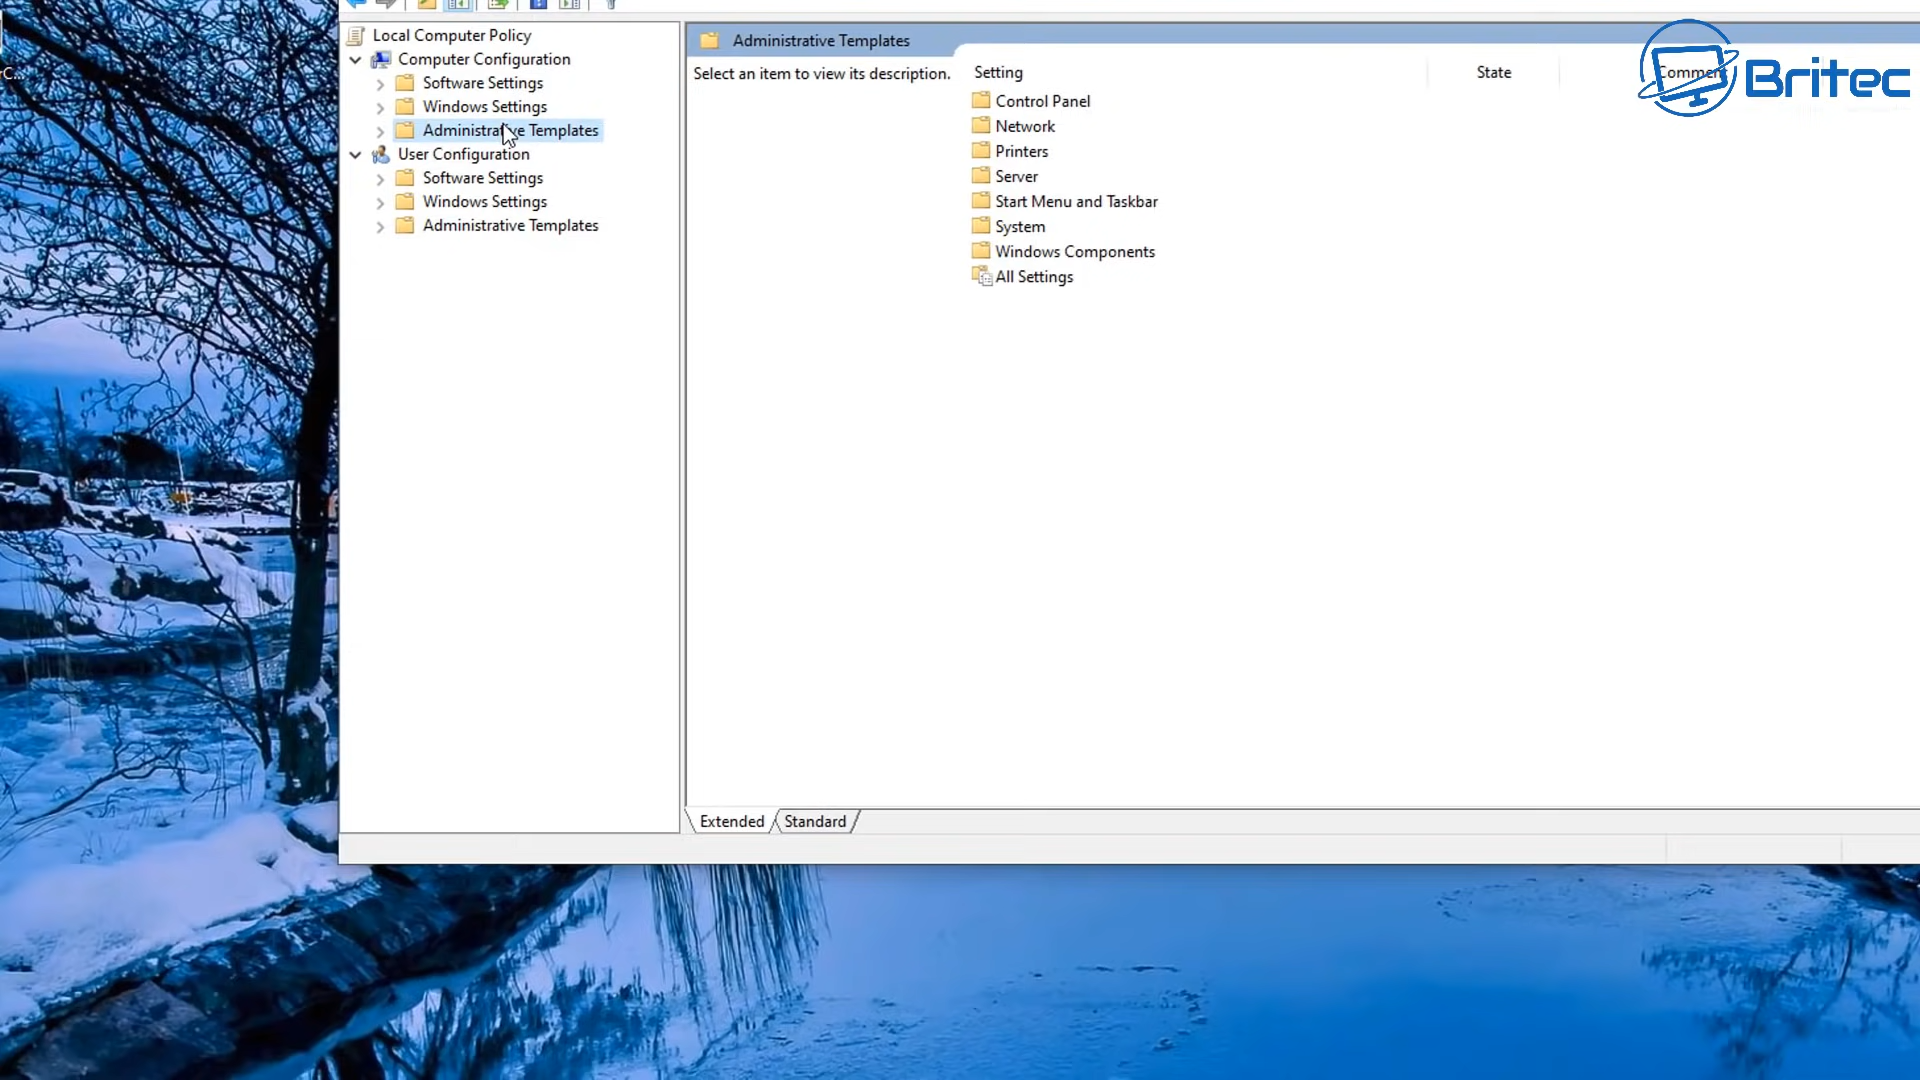 C...
Local Computer Policy
Computer Configuration
Software Settings
Windows Settings
Administrative Templates
User Configuration
Software Settings
Windows Settings
Administrative Templates
Administrative Templates
Select an item to view its description.
Setting State Comment
Control Panel
Network
Printers
Server
Start Menu and Taskbar
System
Windows Components
All Settings
Extended Standard
Britec